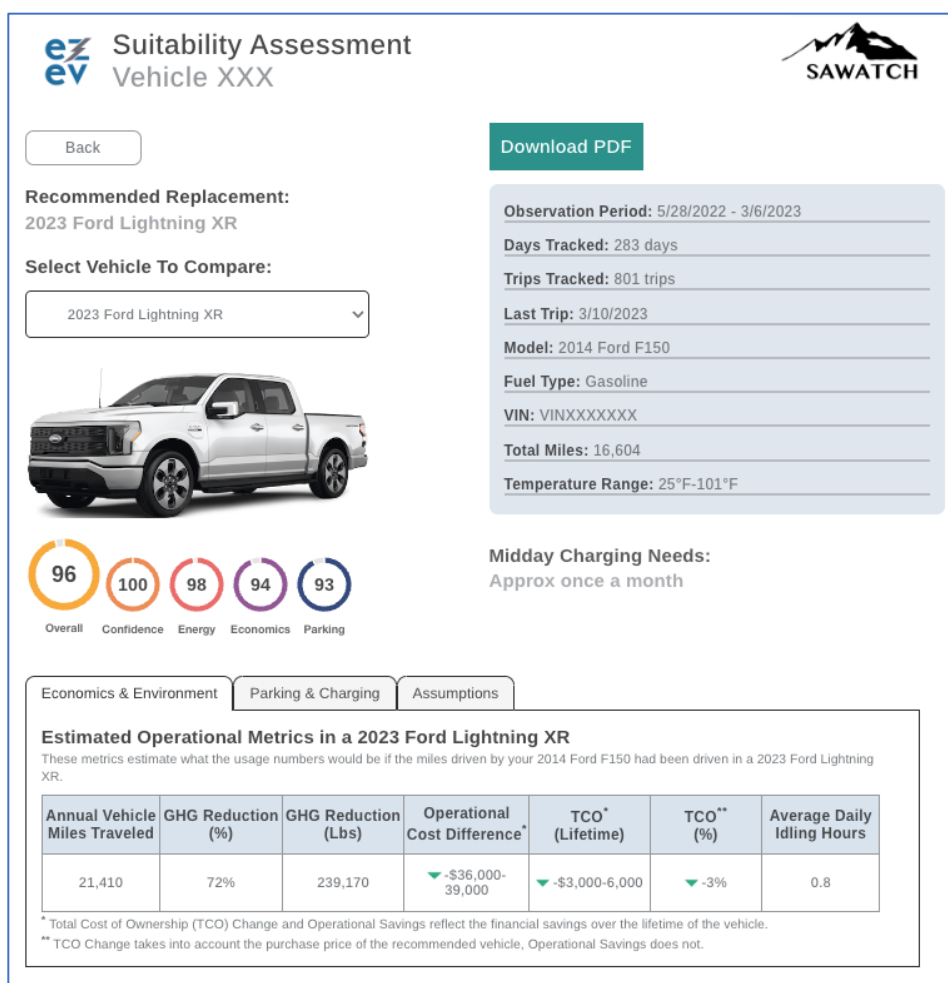 ez
ev
Suitability Assessment
Vehicle XXX
SAWATCH
Back
Download PDF
Recommended Replacement:
2023 Ford Lightning XR
Select Vehicle To Compare:
2023 Ford Lightning XR
Observation Period: 5/28/2022 - 3/6/2023
Days Tracked: 283 days
Trips Tracked: 801 trips
Last Trip: 3/10/2023
Model: 2014 Ford F150
Fuel Type: Gasoline
VIN: VINXXXXXXX
Total Miles: 16,604
Temperature Range: 25°F-101°F
Midday Charging Needs:
Approx once a month
96
100
98
94
93
Overall
Confidence
Energy
Economics
Parking
Economics & Environment
Parking & Charging
Assumptions
Estimated Operational Metrics in a 2023 Ford Lightning XR
These metrics estimate what the usage numbers would be if the miles driven by your 2014 Ford F150 had been driven in a 2023 Ford Lightning
XR.
Annual Vehicle
Miles Traveled
GHG Reduction
(%)
GHG Reduction
(Lbs)
Operational
Cost Difference*
TCO*
(Lifetime)
TCO**
(%)
Average Daily
Idling Hours
21,410
72%
239,170
-$36,000-
39,000
-$3,000-6,000
-3%
0.8
* Total Cost of Ownership (TCO) Change and Operational Savings reflect the financial savings over the lifetime of the vehicle.
** TCO Change takes into account the purchase price of the recommended vehicle, Operational Savings does not.